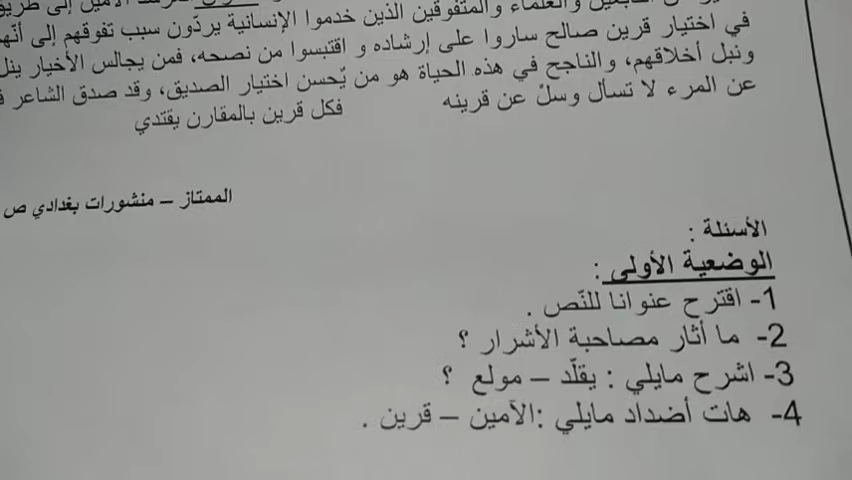 والعلماء والمتفوقين الذين خدموا الإنسانية يردّون سبب تفوقهم إلى
في اختيار قرين صالح ساروا على إرشاده و اقتبسوا من نصحه، فمن يجالس الأخيار
ونبل أخلاقهم، والناجح في هذه الحياة هو من يُحسن اختيار الصديق، وقد صدق الشاعر
عن المرء لا تسأل وسلْ عن قرينه فكل قرين بالمقارن يقتدي
الممتاز – منشورات بغدادي ص
الأسئلة :
الوضعية الأولى :
1- اقترح عنوانا للنّص .
2- ما أثار مصاحبة الأشرار ؟
3- اشرح مايلي : يقلّد – مولع ؟
4- هات أضداد مايلي :الآمين – قرين .